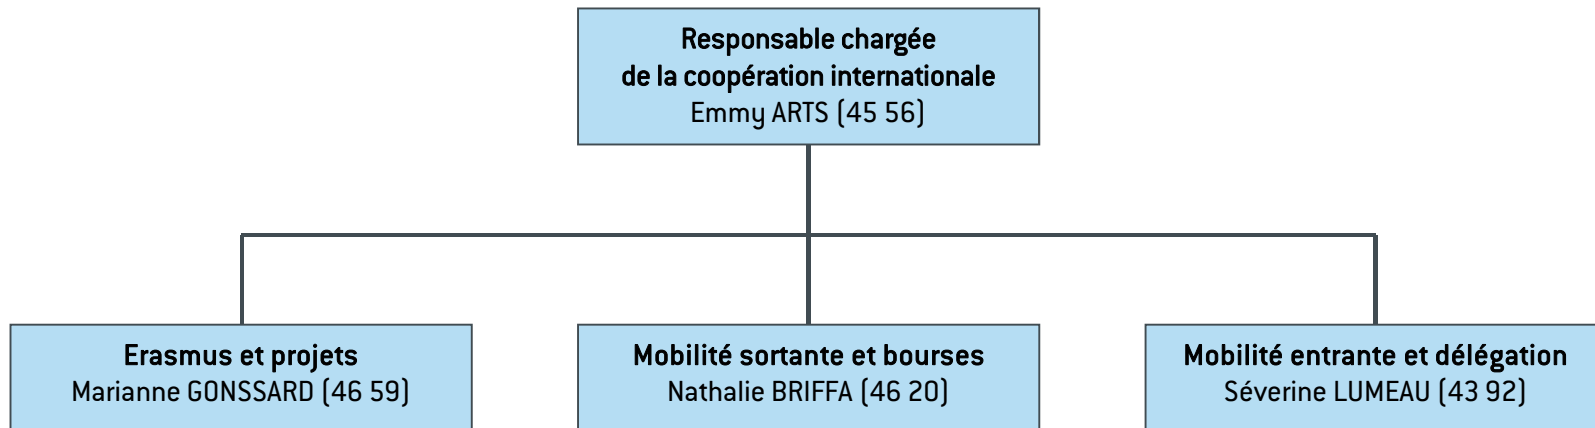 Responsable chargée
de la coopération internationale
Emmy ARTS (45 56)
Erasmus et projets
Marianne GONSSARD (46 59)
Mobilité sortante et bourses
Nathalie BRIFFA (46 20)
Mobilité entrante et délégation
Séverine LUMEAU (43 92)